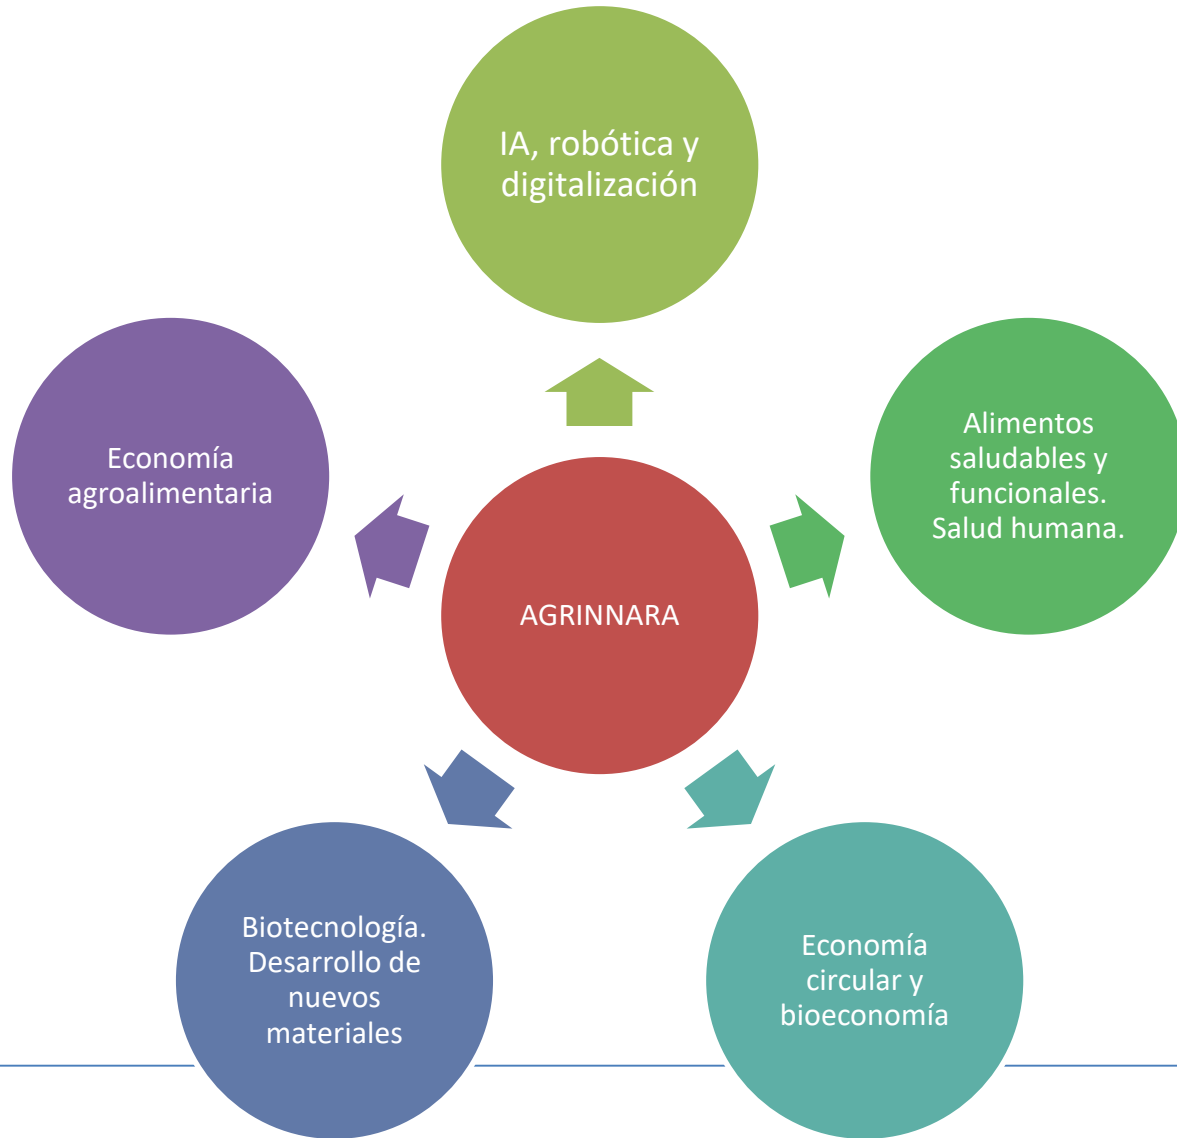 IA, robótica y
digitalización
Economía
agroalimentaria
Alimentos
saludables y
funcionales.
Salud humana.
AGRINNARA
Biotecnología.
Desarrollo de
nuevos
materiales
Economía
circular y
bioeconomía